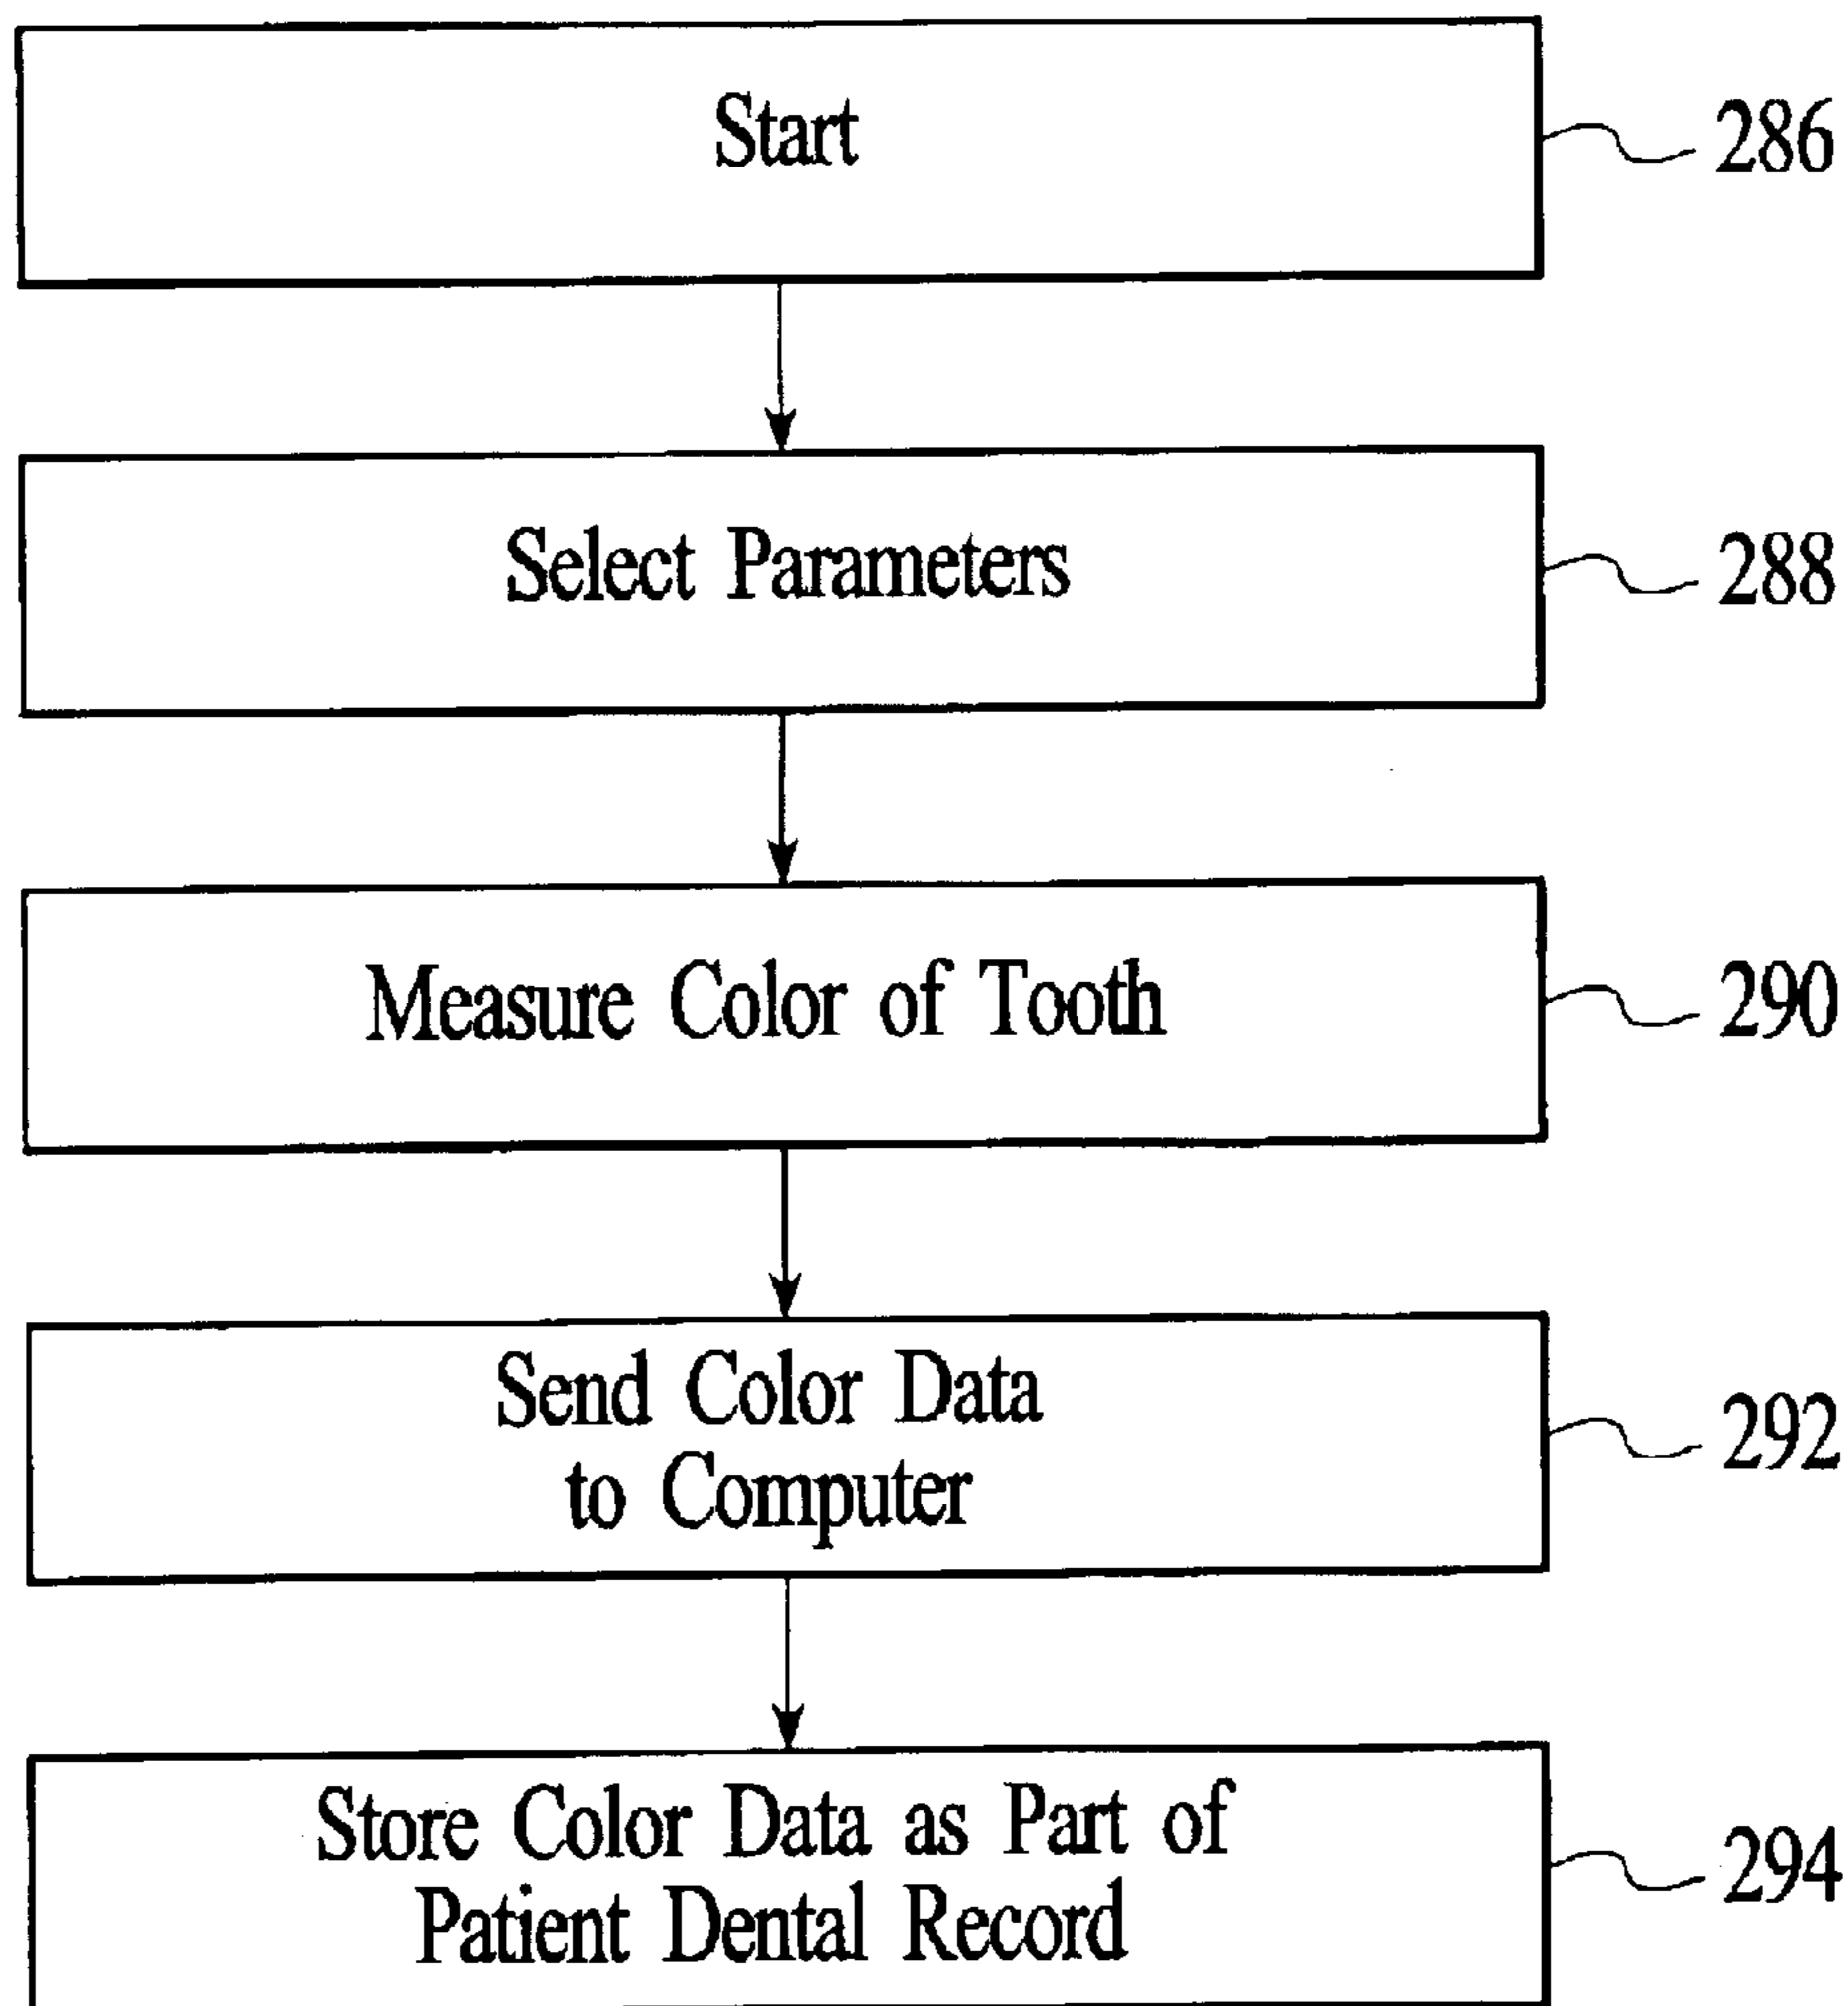 Start
286
Select Parameters
288
Measure Color of Tooth
290
Send Color Data
to Computer
292
Store Color Data as Part of
Patient Dental Record
294